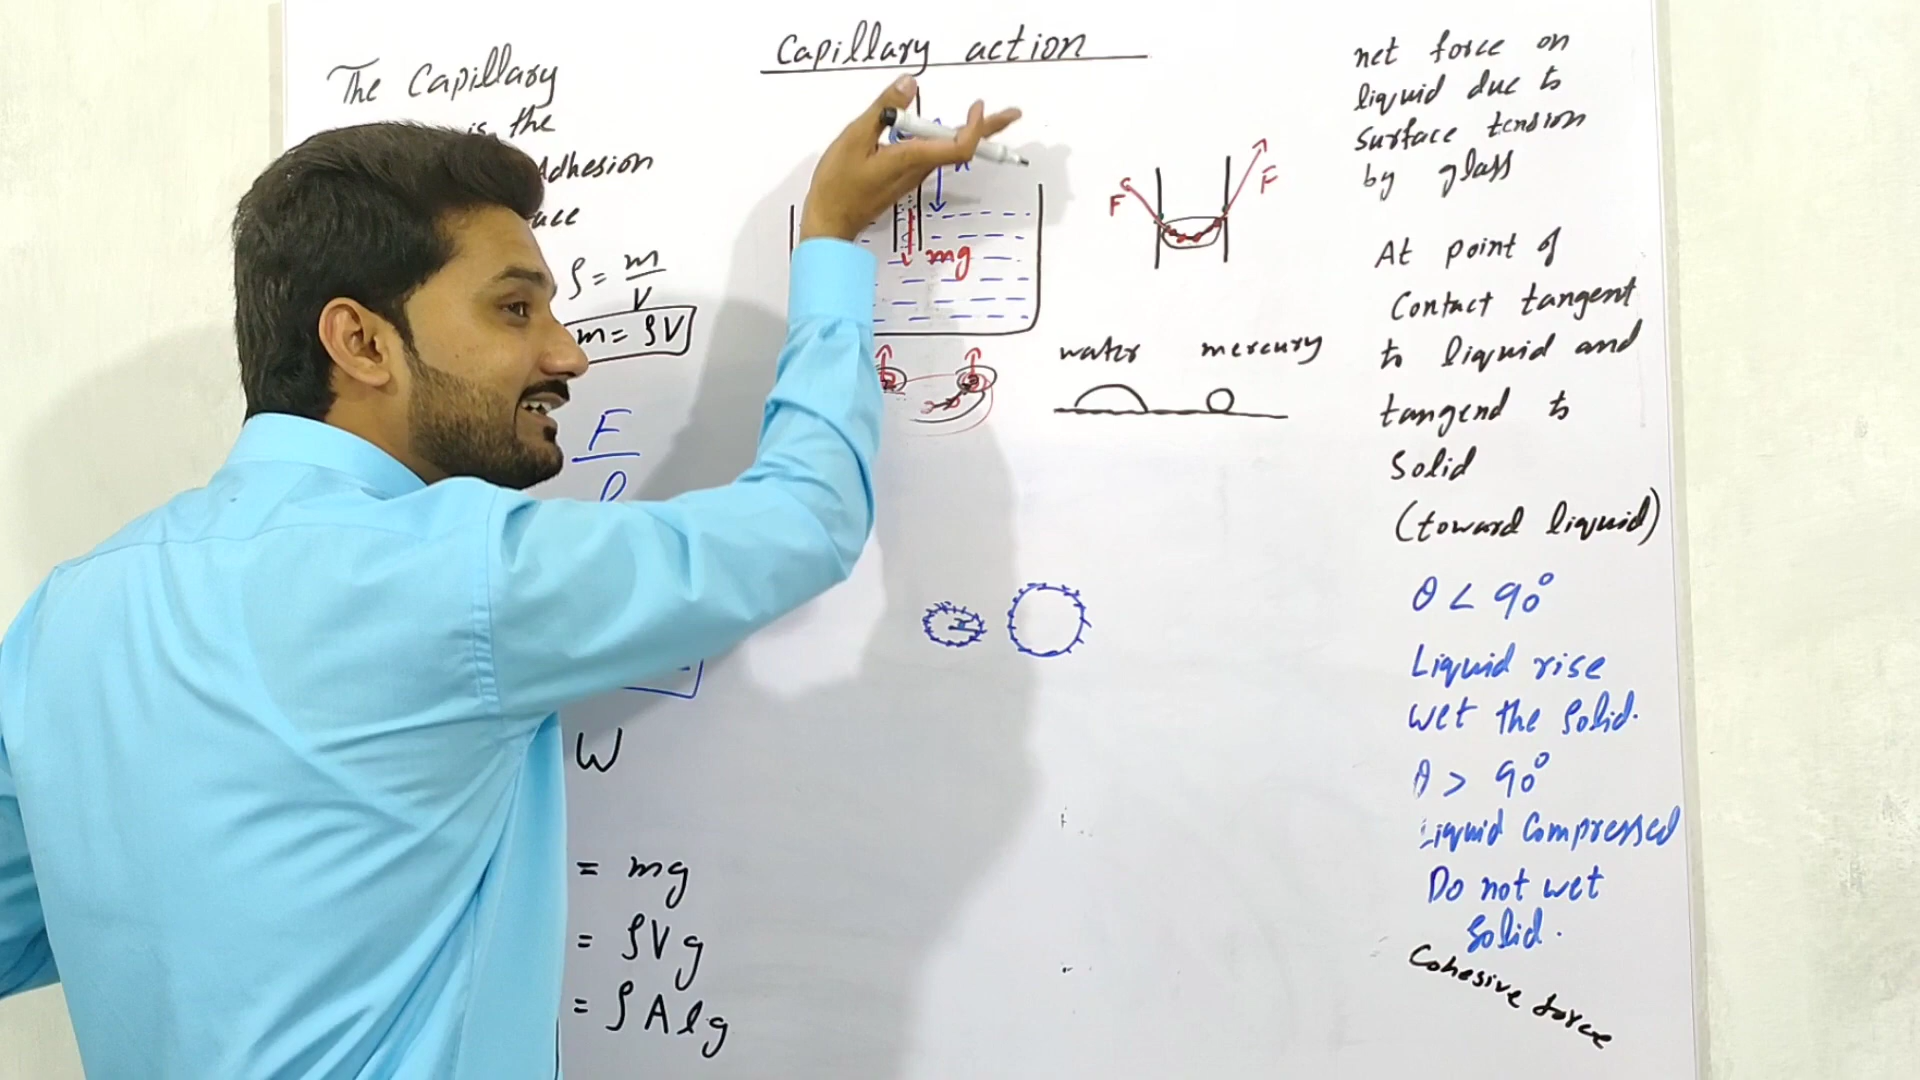 Capillary action
The Capillary
is the
Adhesion
ρ = m/V
m = ρV
F
W
= mg
= ρVg
= ρAlg
mg
F
F
water mercury
r
net force on
liquid due to
surface tension
by glass
At point of
Contact tangent
to liquid and
tangend to
Solid
(toward liquid)
θ < 90°
Liquid rise
wet the Solid.
θ > 90°
Liquid Compressed
Do not wet
Solid.
Cohesive force